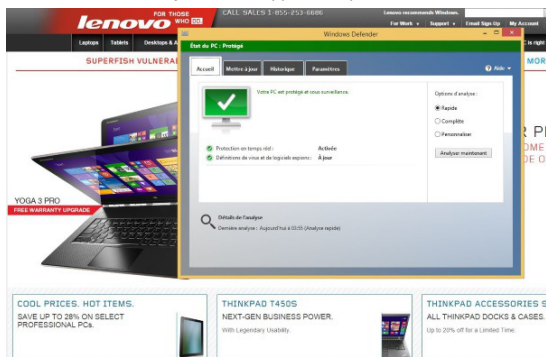 lenovo
FOR THOSE
WHO DO.
CALL SALES 1-855-253-6686
Lenovo recommends Windows.
For Work
Support
Email Sign Up
My Account
Laptops
Tablets
Desktops & A
is right
SUPERFISH VULNERA
MOR
Windows Defender
État du PC : Protégé
Accueil
Mettre à jour
Historique
Paramètres
Aide
Votre PC est protégé et sous surveillance.
Protection en temps réel : Activée
Définitions de virus et de logiciels espions : À jour
Options d'analyse :
Rapide
Complète
Personnaliser
Analyser maintenant
Détails de l'analyse
Dernière analyse : Aujourd'hui à 03:05 (Analyse rapide)
YOGA 3 PRO
FREE WARRANTY UPGRADE
COOL PRICES. HOT ITEMS.
SAVE UP TO 28% ON SELECT
PROFESSIONAL PCs.
THINKPAD T450S
NEXT-GEN BUSINESS POWER.
With Legendary Usability.
THINKPAD ACCESSORIES S
ALL THINKPAD DOCKS & CASES.
Up to 20% off for a Limited Time.